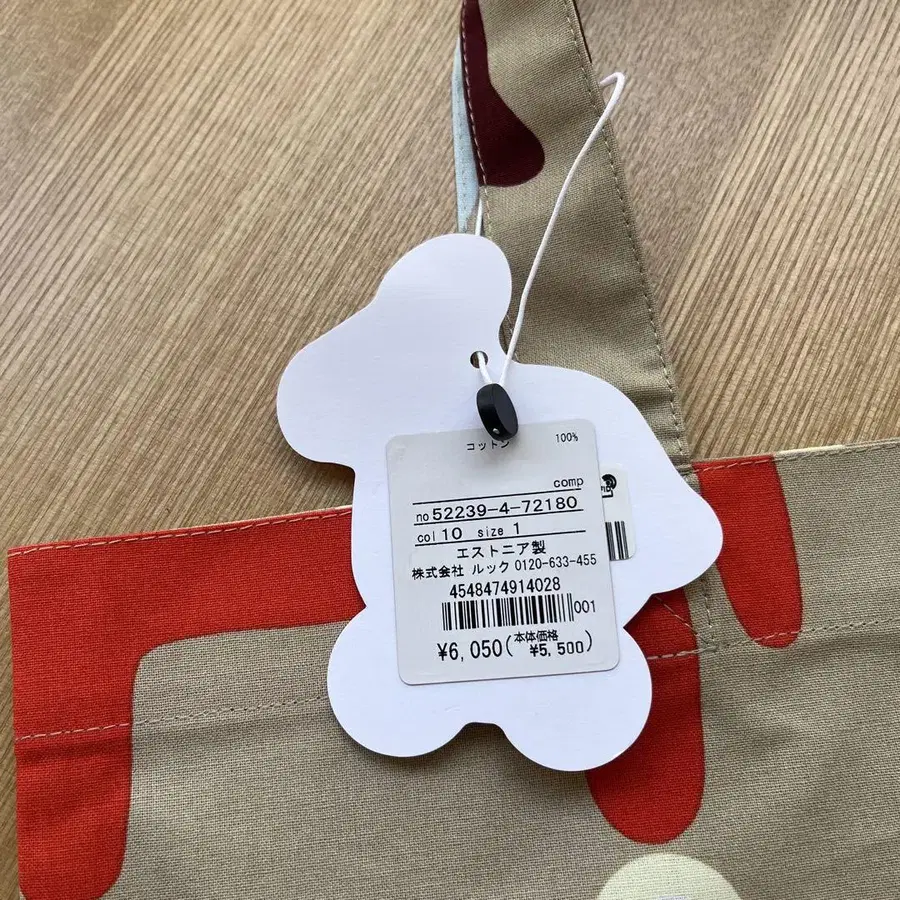 コットン 100%
comp
no 52239-4-72180
col 10 size 1
エストニア製
株式会社 ルック 0120-633-455
4548474914028
001
¥6,050(本体価格 ¥5,500)